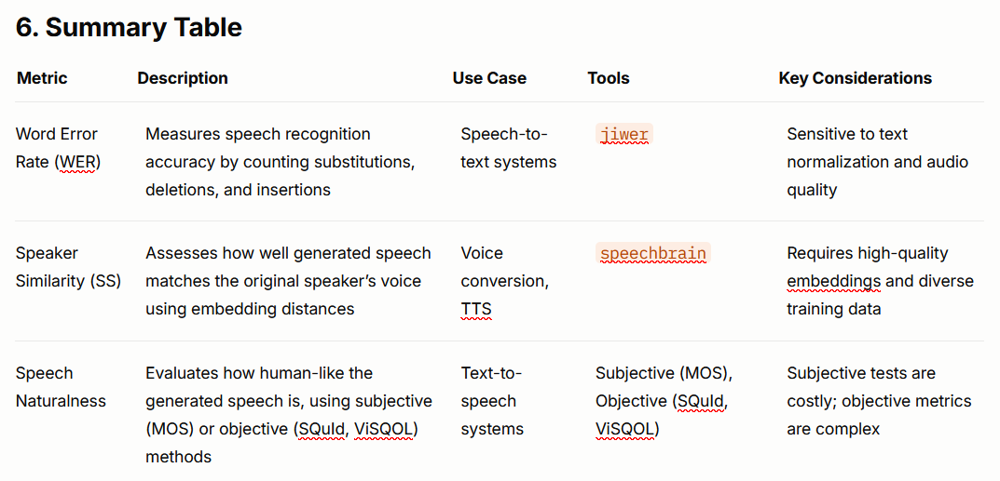 6. Summary Table
Metric Description Use Case Tools Key Considerations
Word Error Measures speech recognition Speech-to- jiwer Sensitive to text
Rate (WER) accuracy by counting substitutions, text systems normalization and audio
deletions, and insertions quality
Speaker Assesses how well generated speech Voice speechbrain Requires high-quality
Similarity (SS) matches the original speaker’s voice conversion, embeddings and diverse
using embedding distances TTS training data
Speech Evaluates how human-like the Text-to- Subjective (MOS), Subjective tests are
Naturalness generated speech is, using subjective speech Objective (SQuId, costly; objective metrics
(MOS) or objective (SQuId, ViSQOL) systems ViSQOL) are complex
methods